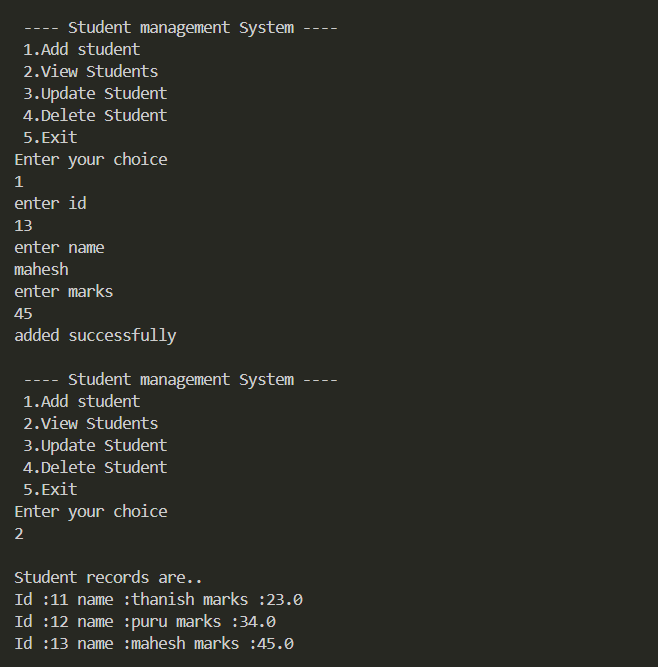 ---- Student management System ----
1.Add student
2.View Students
3.Update Student
4.Delete Student
5.Exit
Enter your choice
1
enter id
13
enter name
mahesh
enter marks
45
added successfully
---- Student management System ----
1.Add student
2.View Students
3.Update Student
4.Delete Student
5.Exit
Enter your choice
2
Student records are..
Id :11 name :thanish marks :23.0
Id :12 name :puru marks :34.0
Id :13 name :mahesh marks :45.0